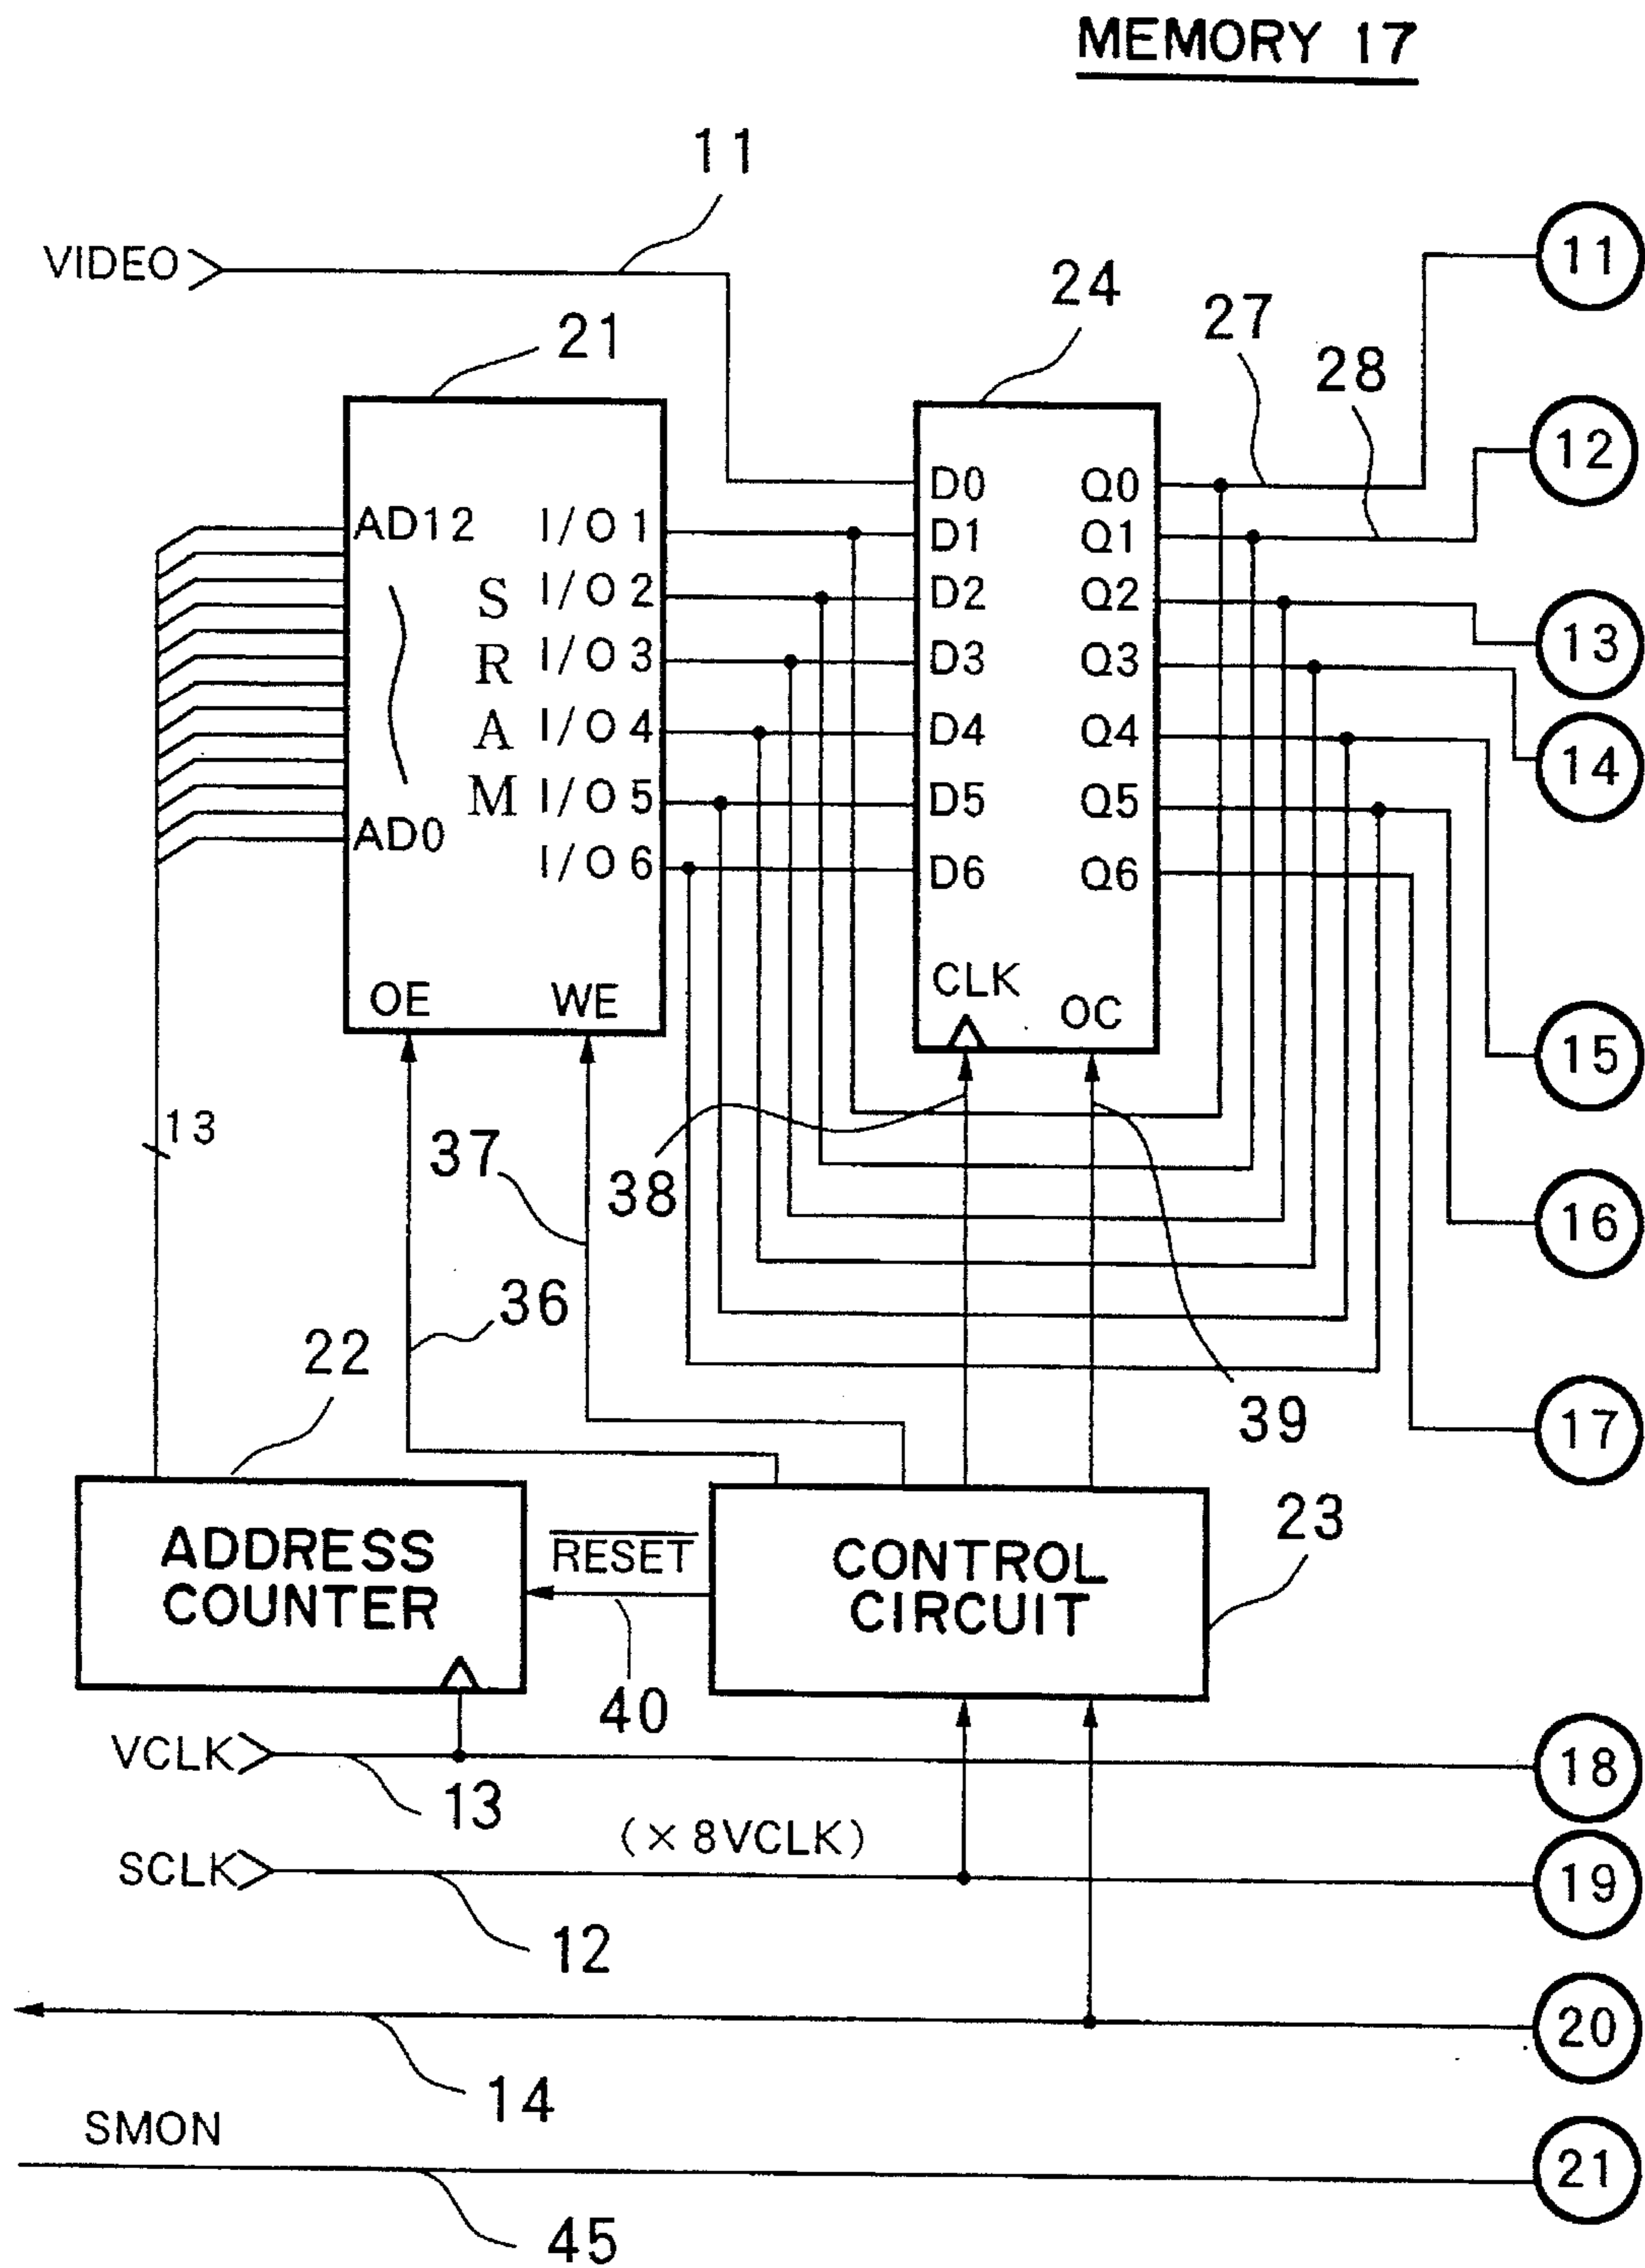 MEMORY 17
11
VIDEO
11
24
27
21
28
12
D0 Q0
AD12 I/O 1 D1 Q1
S I/O 2 D2 Q2
13
R I/O 3 D3 Q3
A I/O 4 D4 Q4
14
M I/O 5 D5 Q5
AD0
I/O 6 D6 Q6
CLK
OE WE OC
15
13
37
38
16
36
22
39
17
23
ADDRESS
COUNTER
RESET
CONTROL
CIRCUIT
40
VCLK
18
13
(×8VCLK)
SCLK
19
12
20
14
SMON
21
45